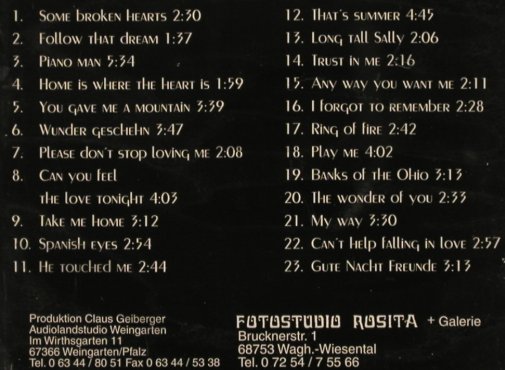 1. Some broken hearts 2:30
2. Follow that dream 1:37
3. Piano man 5:34
4. Home is where the heart is 1:59
5. You gave me a mountain 3:39
6. Wunder geschehn 3:47
7. Please don't stop loving me 2:08
8. Can you feel
the love tonight 4:03
9. Take me home 3:12
10. Spanish eyes 2:54
11. He touched me 2:44
12. That's summer 4:45
13. Long tall Sally 2:06
14. Trust in me 2:16
15. Any way you want me 2:11
16. I forgot to remember 2:28
17. Ring of fire 2:42
18. Play me 4:02
19. Banks of the Ohio 3:13
20. The wonder of you 2:33
21. My way 3:30
22. Can't help falling in love 2:57
23. Gute Nacht Freunde 3:13
Produktion Claus Geiberger
Audiolandstudio Weingarten
Im Wirthsgarten 11
67366 Weingarten/Pfalz
Tel. 0 63 44 / 80 51 Fax 0 63 44 / 53 38
FOTOSTUDIO ROSITA + Galerie
Brucknerstr. 1
68753 Wagh.-Wiesental
Tel. 0 72 54 / 7 55 66